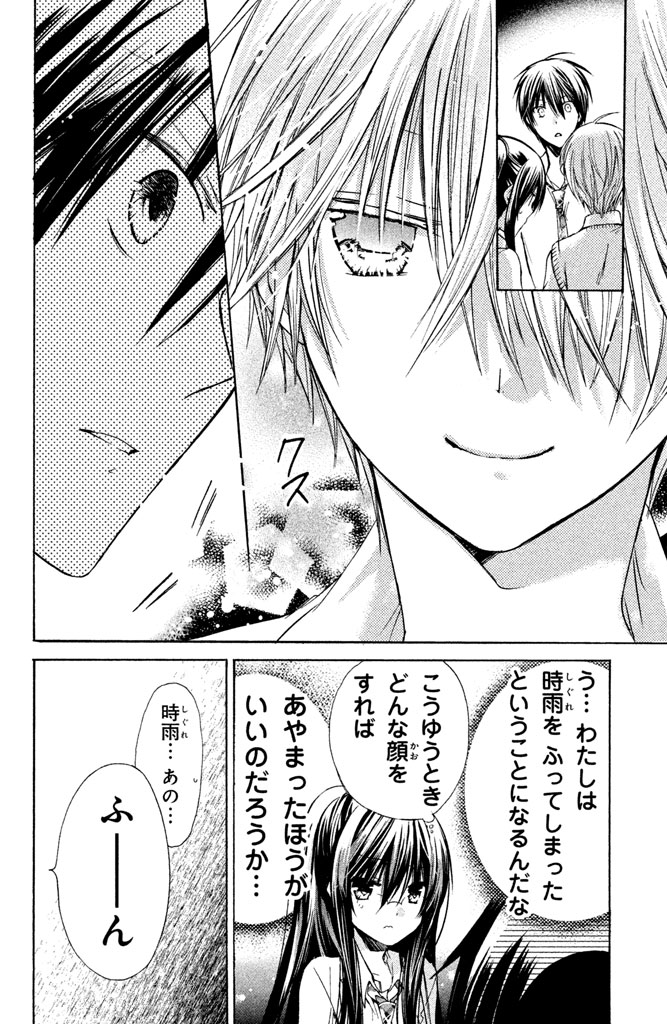 クス
う…わたしは
時雨を ふってしまった
ということになるんだな
こうゆうとき
どんな顔を
すれば
あやまったほうが
いいのだろうか…
時雨…あの…
ふーーん